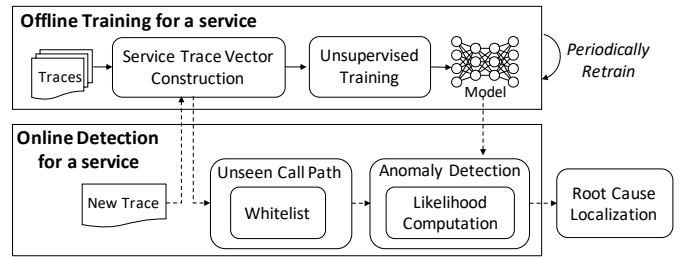 Offline Training for a service
Traces
Service Trace Vector
Construction
Unsupervised
Training
Model
Periodically
Retrain
Online Detection
for a service
New Trace
Unseen Call Path
Whitelist
Anomaly Detection
Likelihood
Computation
Root Cause
Localization